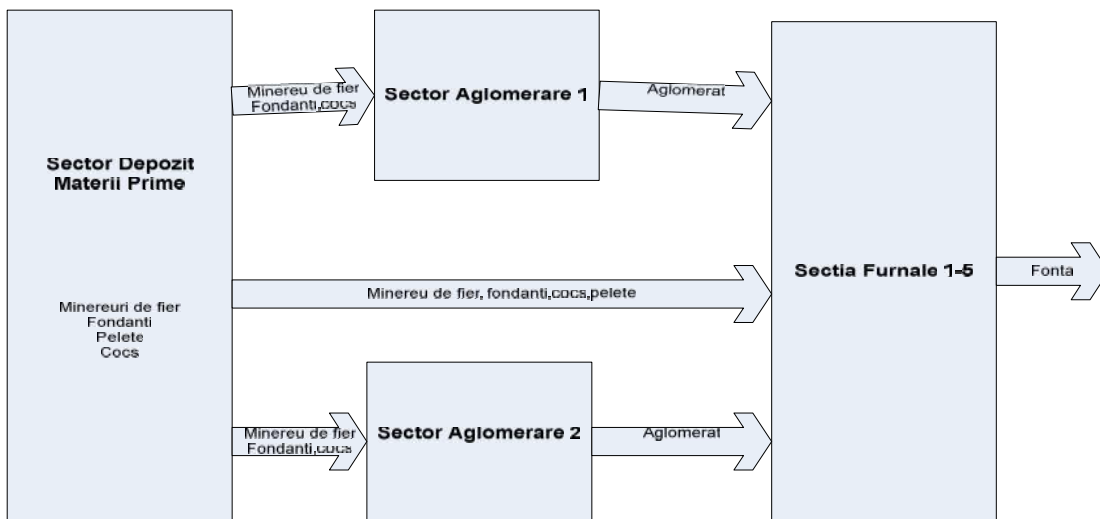 Sector Depozit
Materii Prime
Minereuri de fier
Fondanti
Pelete
Cocs
Minereu de fier
Fondanti,cocs
Sector Aglomerare 1
Aglomerat
Minereu de fier, fondanti,cocs,pelete
Minereu de fier
Fondanti,cocs
Sector Aglomerare 2
Aglomerat
Sectia Furnale 1-5
Fonta